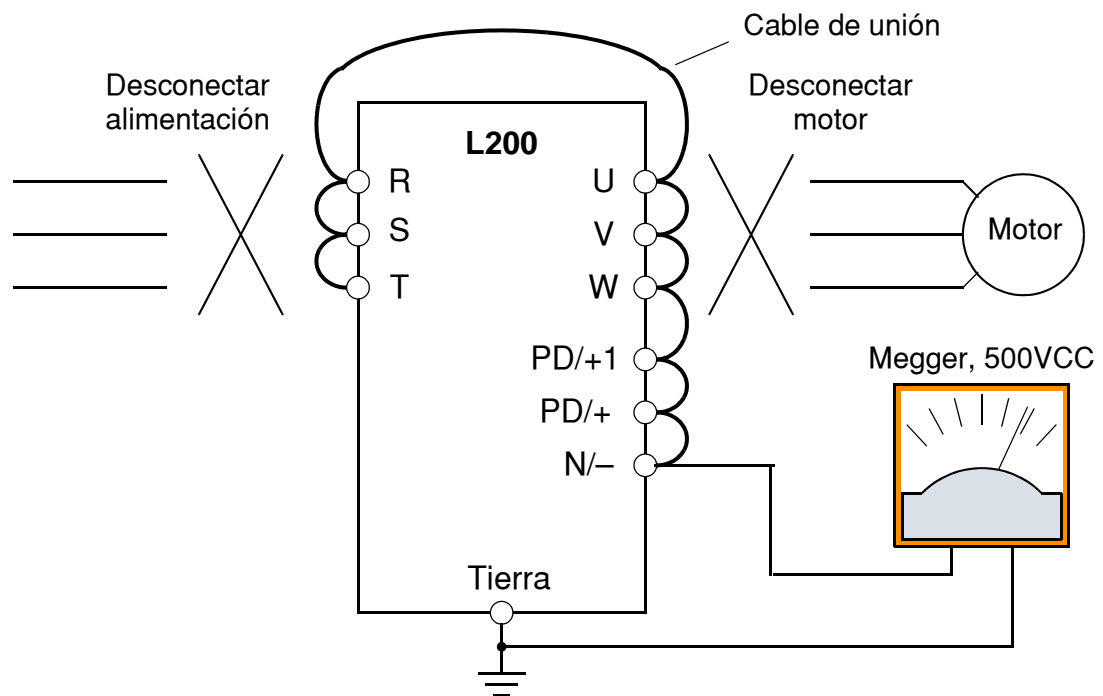 Cable de unión
Desconectar
alimentación
Desconectar
motor
L200
R
S
T
U
V
W
PD/+1
PD/+
N/–
Motor
Megger, 500VCC
Tierra